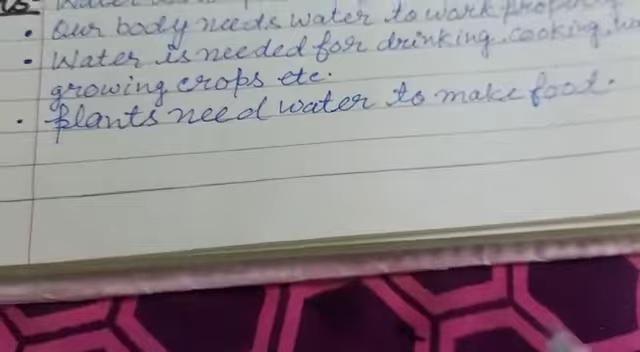 • Our body needs water to work
• Water is needed for drinking, cooking,
growing crops etc.
• Plants need water to make food.